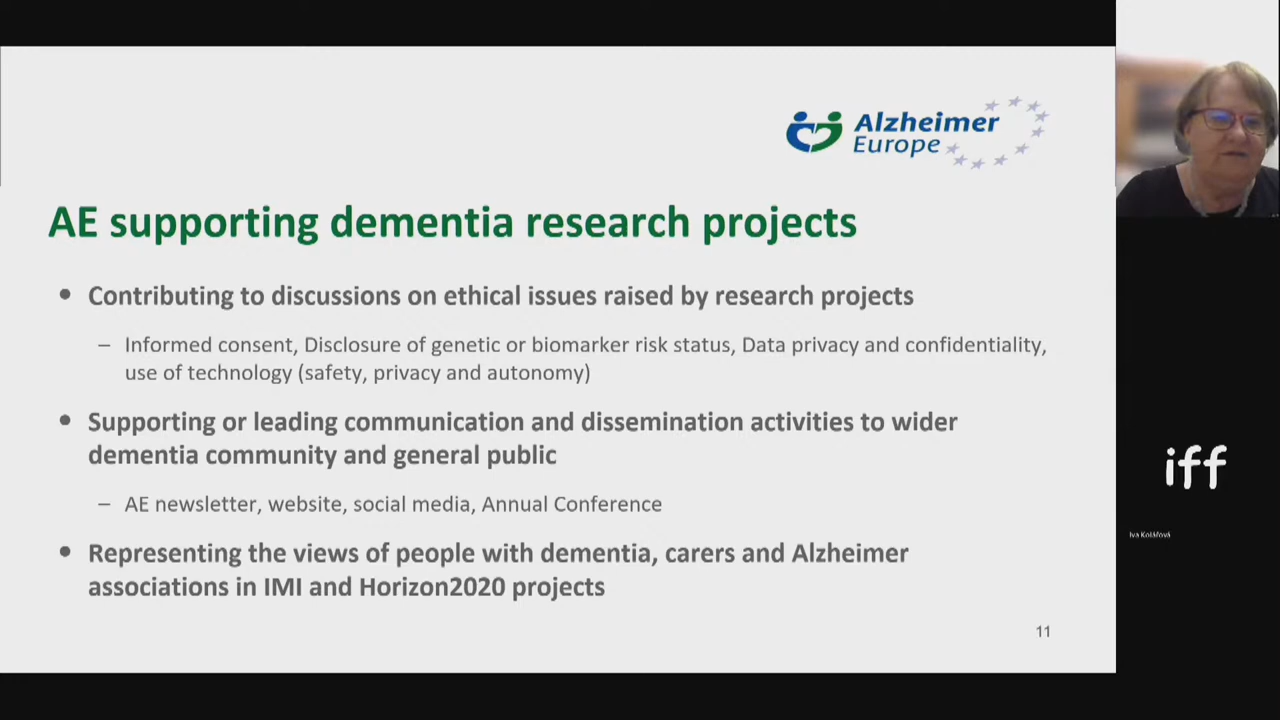 Alzheimer
Europe
AE supporting dementia research projects
• Contributing to discussions on ethical issues raised by research projects
– Informed consent, Disclosure of genetic or biomarker risk status, Data privacy and confidentiality,
use of technology (safety, privacy and autonomy)
• Supporting or leading communication and dissemination activities to wider
dementia community and general public
– AE newsletter, website, social media, Annual Conference
• Representing the views of people with dementia, carers and Alzheimer
associations in IMI and Horizon2020 projects
11
iff
Iva Kolářová